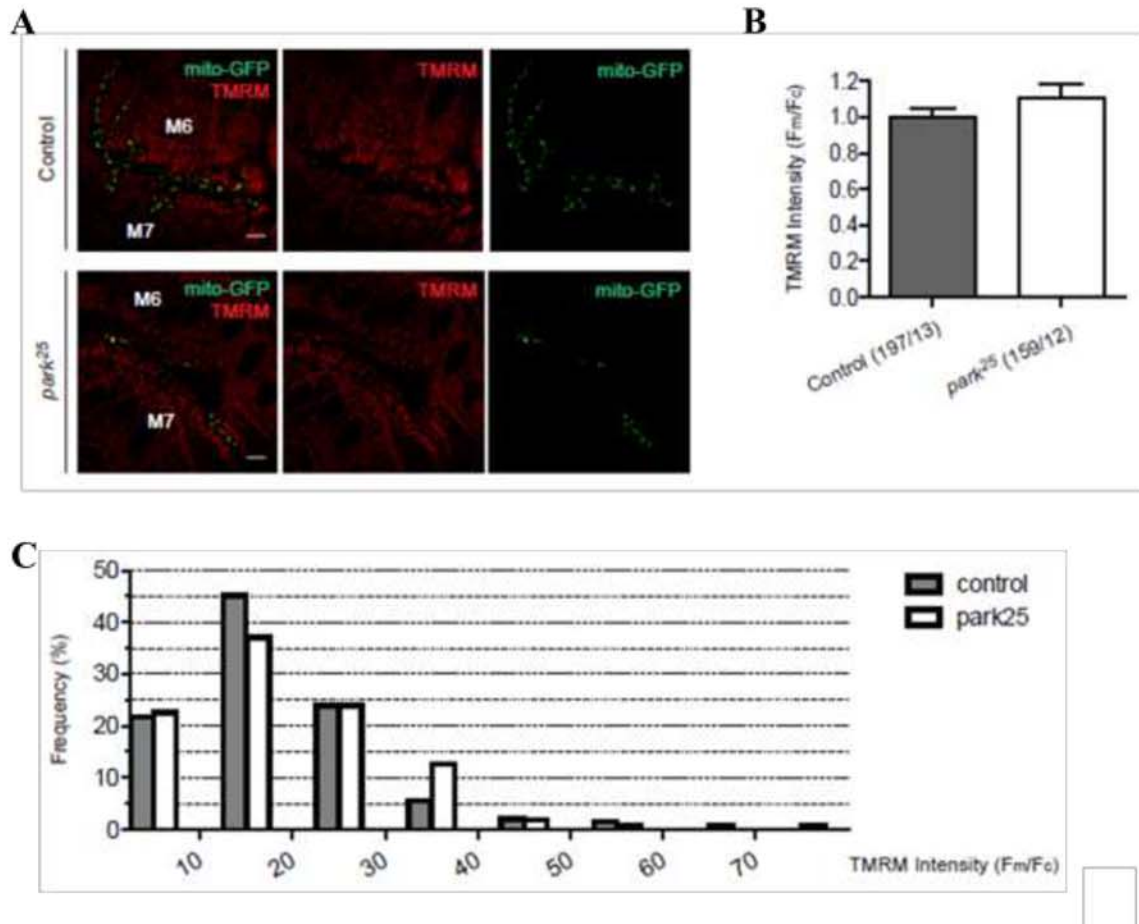 A
B
Control
mito-GFP
TMRM
M6
M7
TMRM
mito-GFP
park25
mito-GFP
TMRM
M6
M7
TMRM
mito-GFP
TMRM Intensity (Fm/Fc)
1.2
1.0
0.8
0.6
0.4
0.2
0.0
Control (197/13)
park25 (159/12)
C
Frequency (%)
50
40
30
20
10
0
10 20 30 40 50 60 70
TMRM Intensity (Fm/Fc)
control
park25